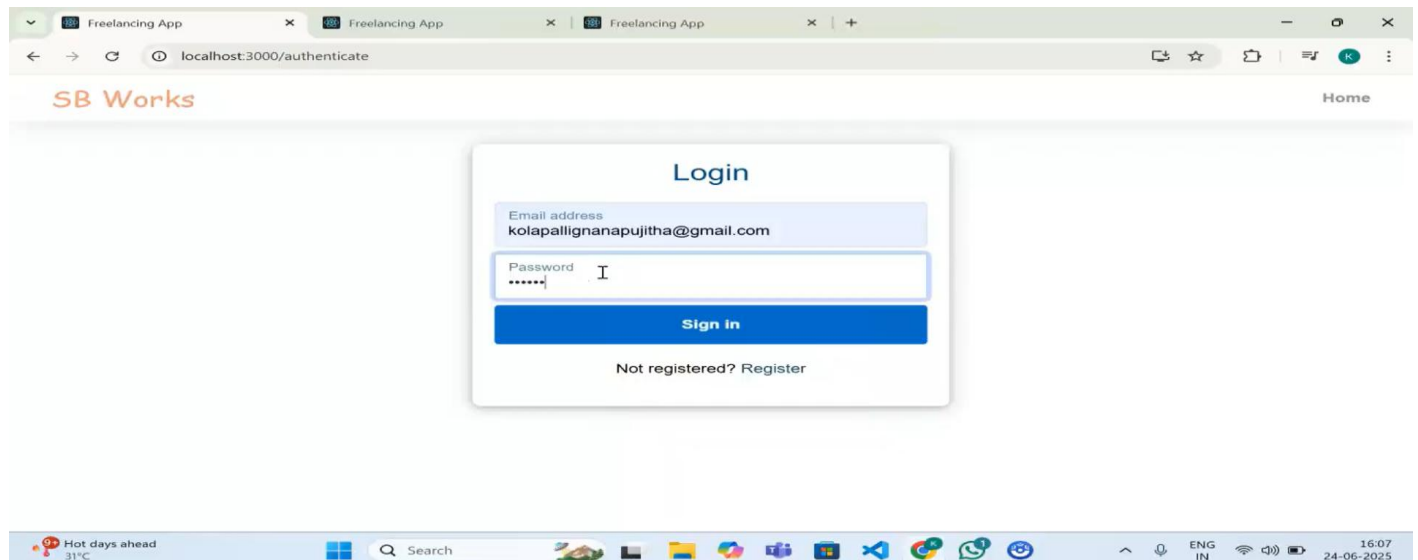 Freelancing App
Freelancing App
Freelancing App
localhost:3000/authenticate
K
SB Works
Home
Login
Email address
kolapallignanapujitha@gmail.com
Password
••••••
Sign in
Not registered? Register
9+
Hot days ahead
31°C
Search
ENG
IN
16:07
24-06-2025